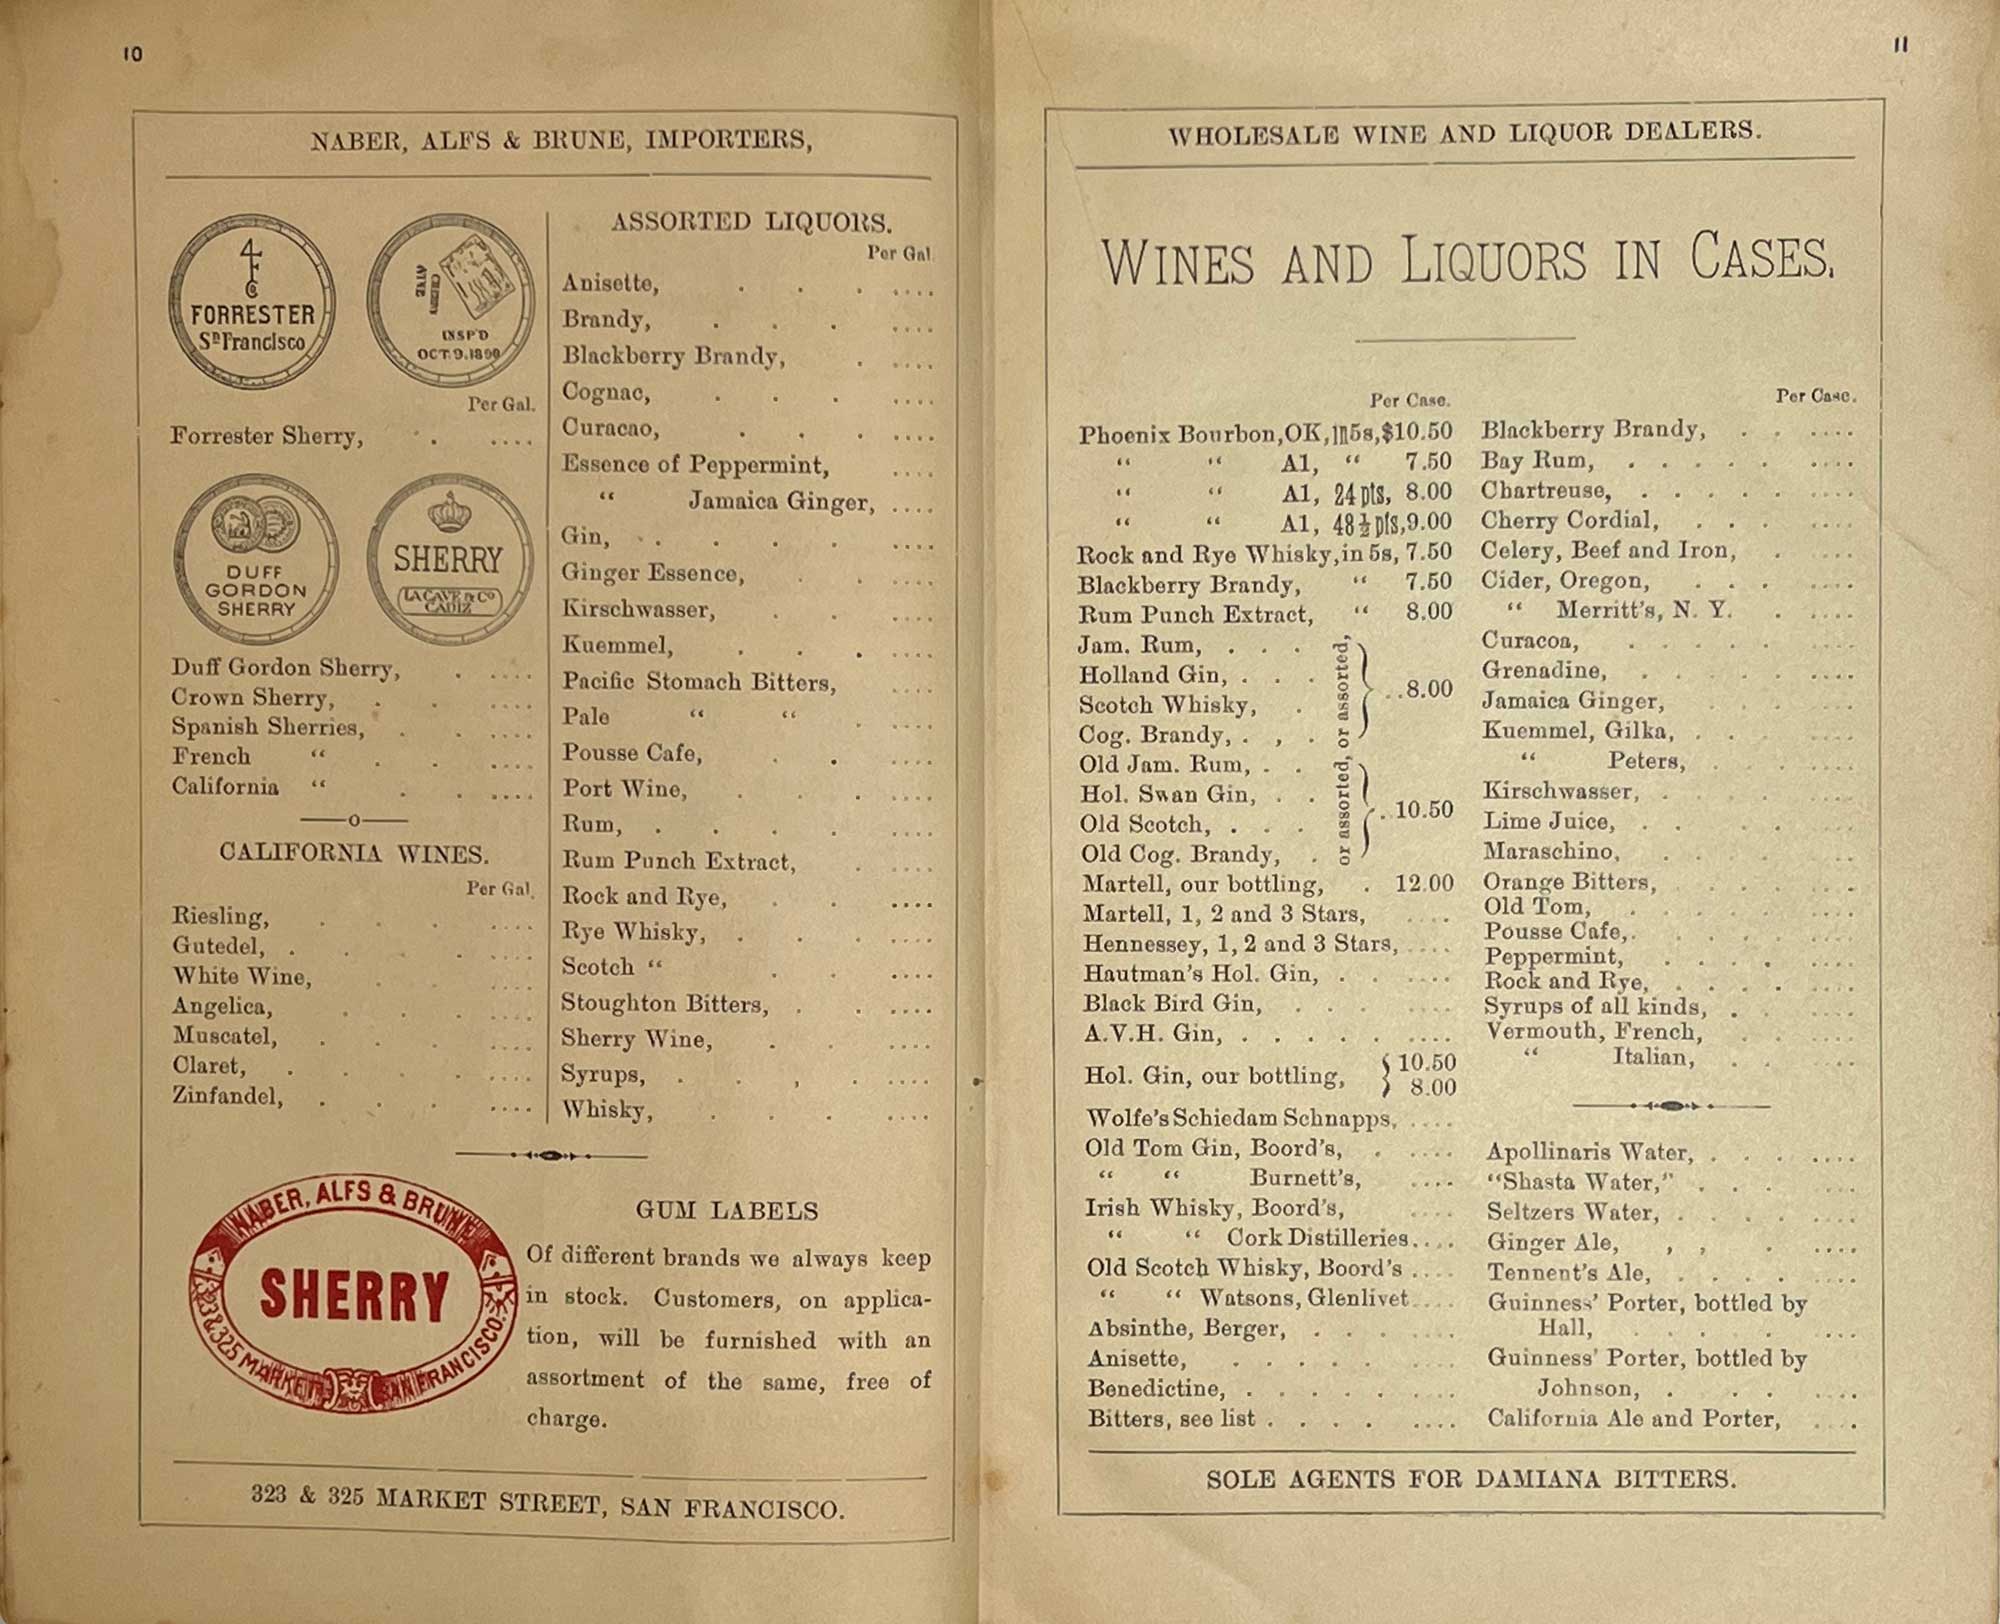 10
NABER, ALFS & BRUNE, IMPORTERS,
4
F
Co
FORRESTER
Sn Francisco
INSP'D
OCT. 9. 1890
Per Gal.
Forrester Sherry, . ....
DUFF
GORDON
SHERRY
SHERRY
LACAVE & Co
CADIZ
Duff Gordon Sherry, . ....
Crown Sherry, . . ....
Spanish Sherries, . . ....
French “ . . ....
California “ . . ....
o
CALIFORNIA WINES.
Per Gal.
Riesling, . . . ....
Gutedel, . . . ....
White Wine, . . ....
Angelica, . . . ....
Muscatel, . . . ....
Claret, . . . . ....
Zinfandel, . . . ....
ASSORTED LIQUORS.
Per Gal.
Anisette, . . . ....
Brandy, . . . ....
Blackberry Brandy, . ....
Cognac, . . . ....
Curacao, . . . ....
Essence of Peppermint, ....
“ Jamaica Ginger, ....
Gin, . . . . ....
Ginger Essence, . . ....
Kirschwasser, . . ....
Kuemmel, . . . ....
Pacific Stomach Bitters, ....
Pale “ “ . ....
Pousse Cafe, . . ....
Port Wine, . . . ....
Rum, . . . . ....
Rum Punch Extract, . ....
Rock and Rye, . . ....
Rye Whisky, . . . ....
Scotch “ . . ....
Stoughton Bitters, . . ....
Sherry Wine, . . ....
Syrups, . . , . ....
Whisky, . . . ....
NABER, ALFS & BRUNE
SHERRY
323 & 325 MARKET ST. SAN FRANCISCO.
GUM LABELS
Of different brands we always keep
in stock. Customers, on applica-
tion, will be furnished with an
assortment of the same, free of
charge.
323 & 325 MARKET STREET, SAN FRANCISCO.
11
WHOLESALE WINE AND LIQUOR DEALERS.
WINES AND LIQUORS IN CASES.
Per Case.
Phoenix Bourbon, OK, in 5s, $10.50
“ “ A1, “ 7.50
“ “ A1, 24 pts, 8.00
“ “ A1, 48 ½ pts, 9.00
Rock and Rye Whisky, in 5s, 7.50
Blackberry Brandy, “ 7.50
Rum Punch Extract, “ 8.00
Jam. Rum, . . .
Holland Gin, . . .
Scotch Whisky, .
Cog. Brandy, . , .
or assorted,
} ..8.00
Old Jam. Rum, . .
Hol. Swan Gin, . .
Old Scotch, . . .
Old Cog. Brandy, .
or assorted,
} ..10.50
Martell, our bottling, . 12.00
Martell, 1, 2 and 3 Stars, ....
Hennessey, 1, 2 and 3 Stars, ....
Hautman's Hol. Gin, . . ....
Black Bird Gin, . . . ....
A.V.H. Gin, . . . . . ....
Hol. Gin, our bottling, } 10.50
8.00
Wolfe's Schiedam Schnapps, ....
Old Tom Gin, Boord's, . ....
“ “ Burnett's, ....
Irish Whisky, Boord's, ....
“ “ Cork Distilleries ....
Old Scotch Whisky, Boord's ....
“ “ Watsons, Glenlivet ....
Absinthe, Berger, . . . ....
Anisette, . . . . . ....
Benedictine, . . . . . ....
Bitters, see list . . . . ....
Per Case.
Blackberry Brandy, . . ....
Bay Rum, . . . . . ....
Chartreuse, . . . . . ....
Cherry Cordial, . . . ....
Celery, Beef and Iron, . ....
Cider, Oregon, . . . ....
“ Merritt's, N. Y. . ....
Curacoa, . . . . . ....
Grenadine, . . . . . ....
Jamaica Ginger, . . . ....
Kuemmel, Gilka, . . . ....
“ Peters, . . . ....
Kirschwasser, . . . . ....
Lime Juice, . . . . ....
Maraschino, . . . . ....
Orange Bitters, . . . . ....
Old Tom, . . . . . ....
Pousse Cafe, . . . . . ....
Peppermint, . . . . ....
Rock and Rye, . . . . ....
Syrups of all kinds, . . ....
Vermouth, French, . . ....
“ Italian, . . ....
Apollinaris Water, . . . ....
“Shasta Water,” . . . ....
Seltzers Water, . . . . ....
Ginger Ale, , , . ....
Tennent's Ale, . . . . ....
Guinness' Porter, bottled by
Hall, . . . . ....
Guinness' Porter, bottled by
Johnson, . . . ....
California Ale and Porter, ....
SOLE AGENTS FOR DAMIANA BITTERS.